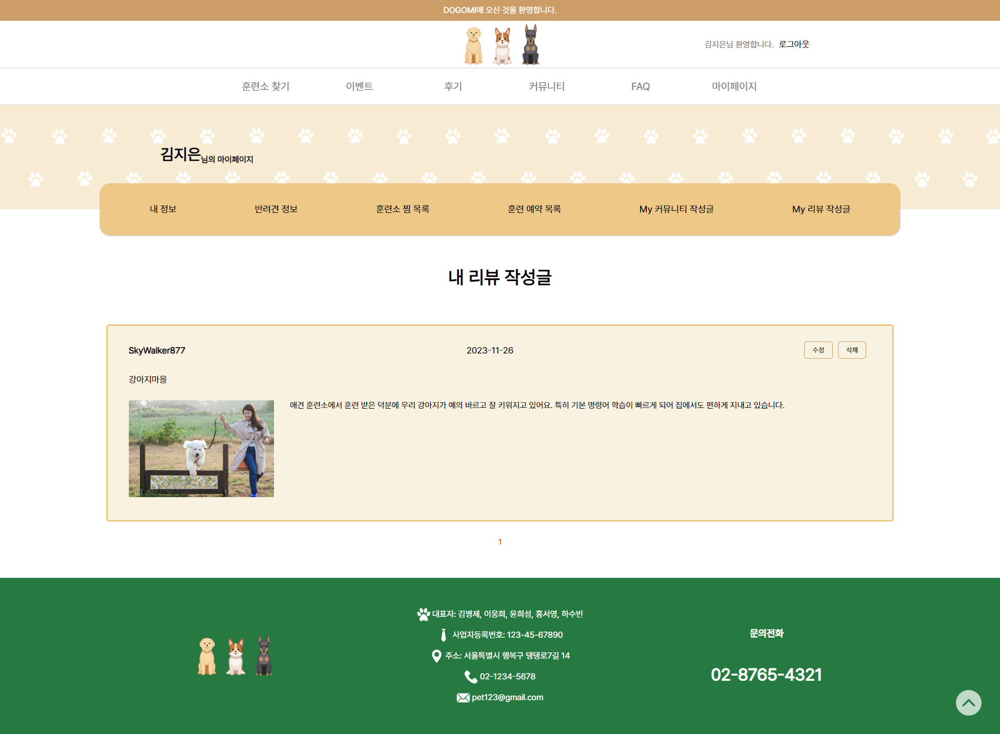 DOGOMI에 오신 것을 환영합니다.
김지은님 환영합니다. 로그아웃
훈련소 찾기 이벤트 후기 커뮤니티 FAQ 마이페이지
김지은님의 마이페이지
내 정보 반려견 정보 훈련소 찜 목록 훈련 예약 목록 My 커뮤니티 작성글 My 리뷰 작성글
내 리뷰 작성글
SkyWalker877 2023-11-26 수정 삭제
강아지마을
애견 훈련소에서 훈련 받은 덕분에 우리 강아지가 예의 바르고 잘 키워지고 있어요. 특히 기본 명령어 학습이 빠르게 되어 집에서도 편하게 지내고 있습니다.
1
대표자: 김병제, 이웅희, 윤희성, 홍서영, 하수빈
사업자등록번호: 123-45-67890
주소: 서울특별시 행복구 댕댕로7길 14
02-1234-5678
pet123@gmail.com
문의전화
02-8765-4321